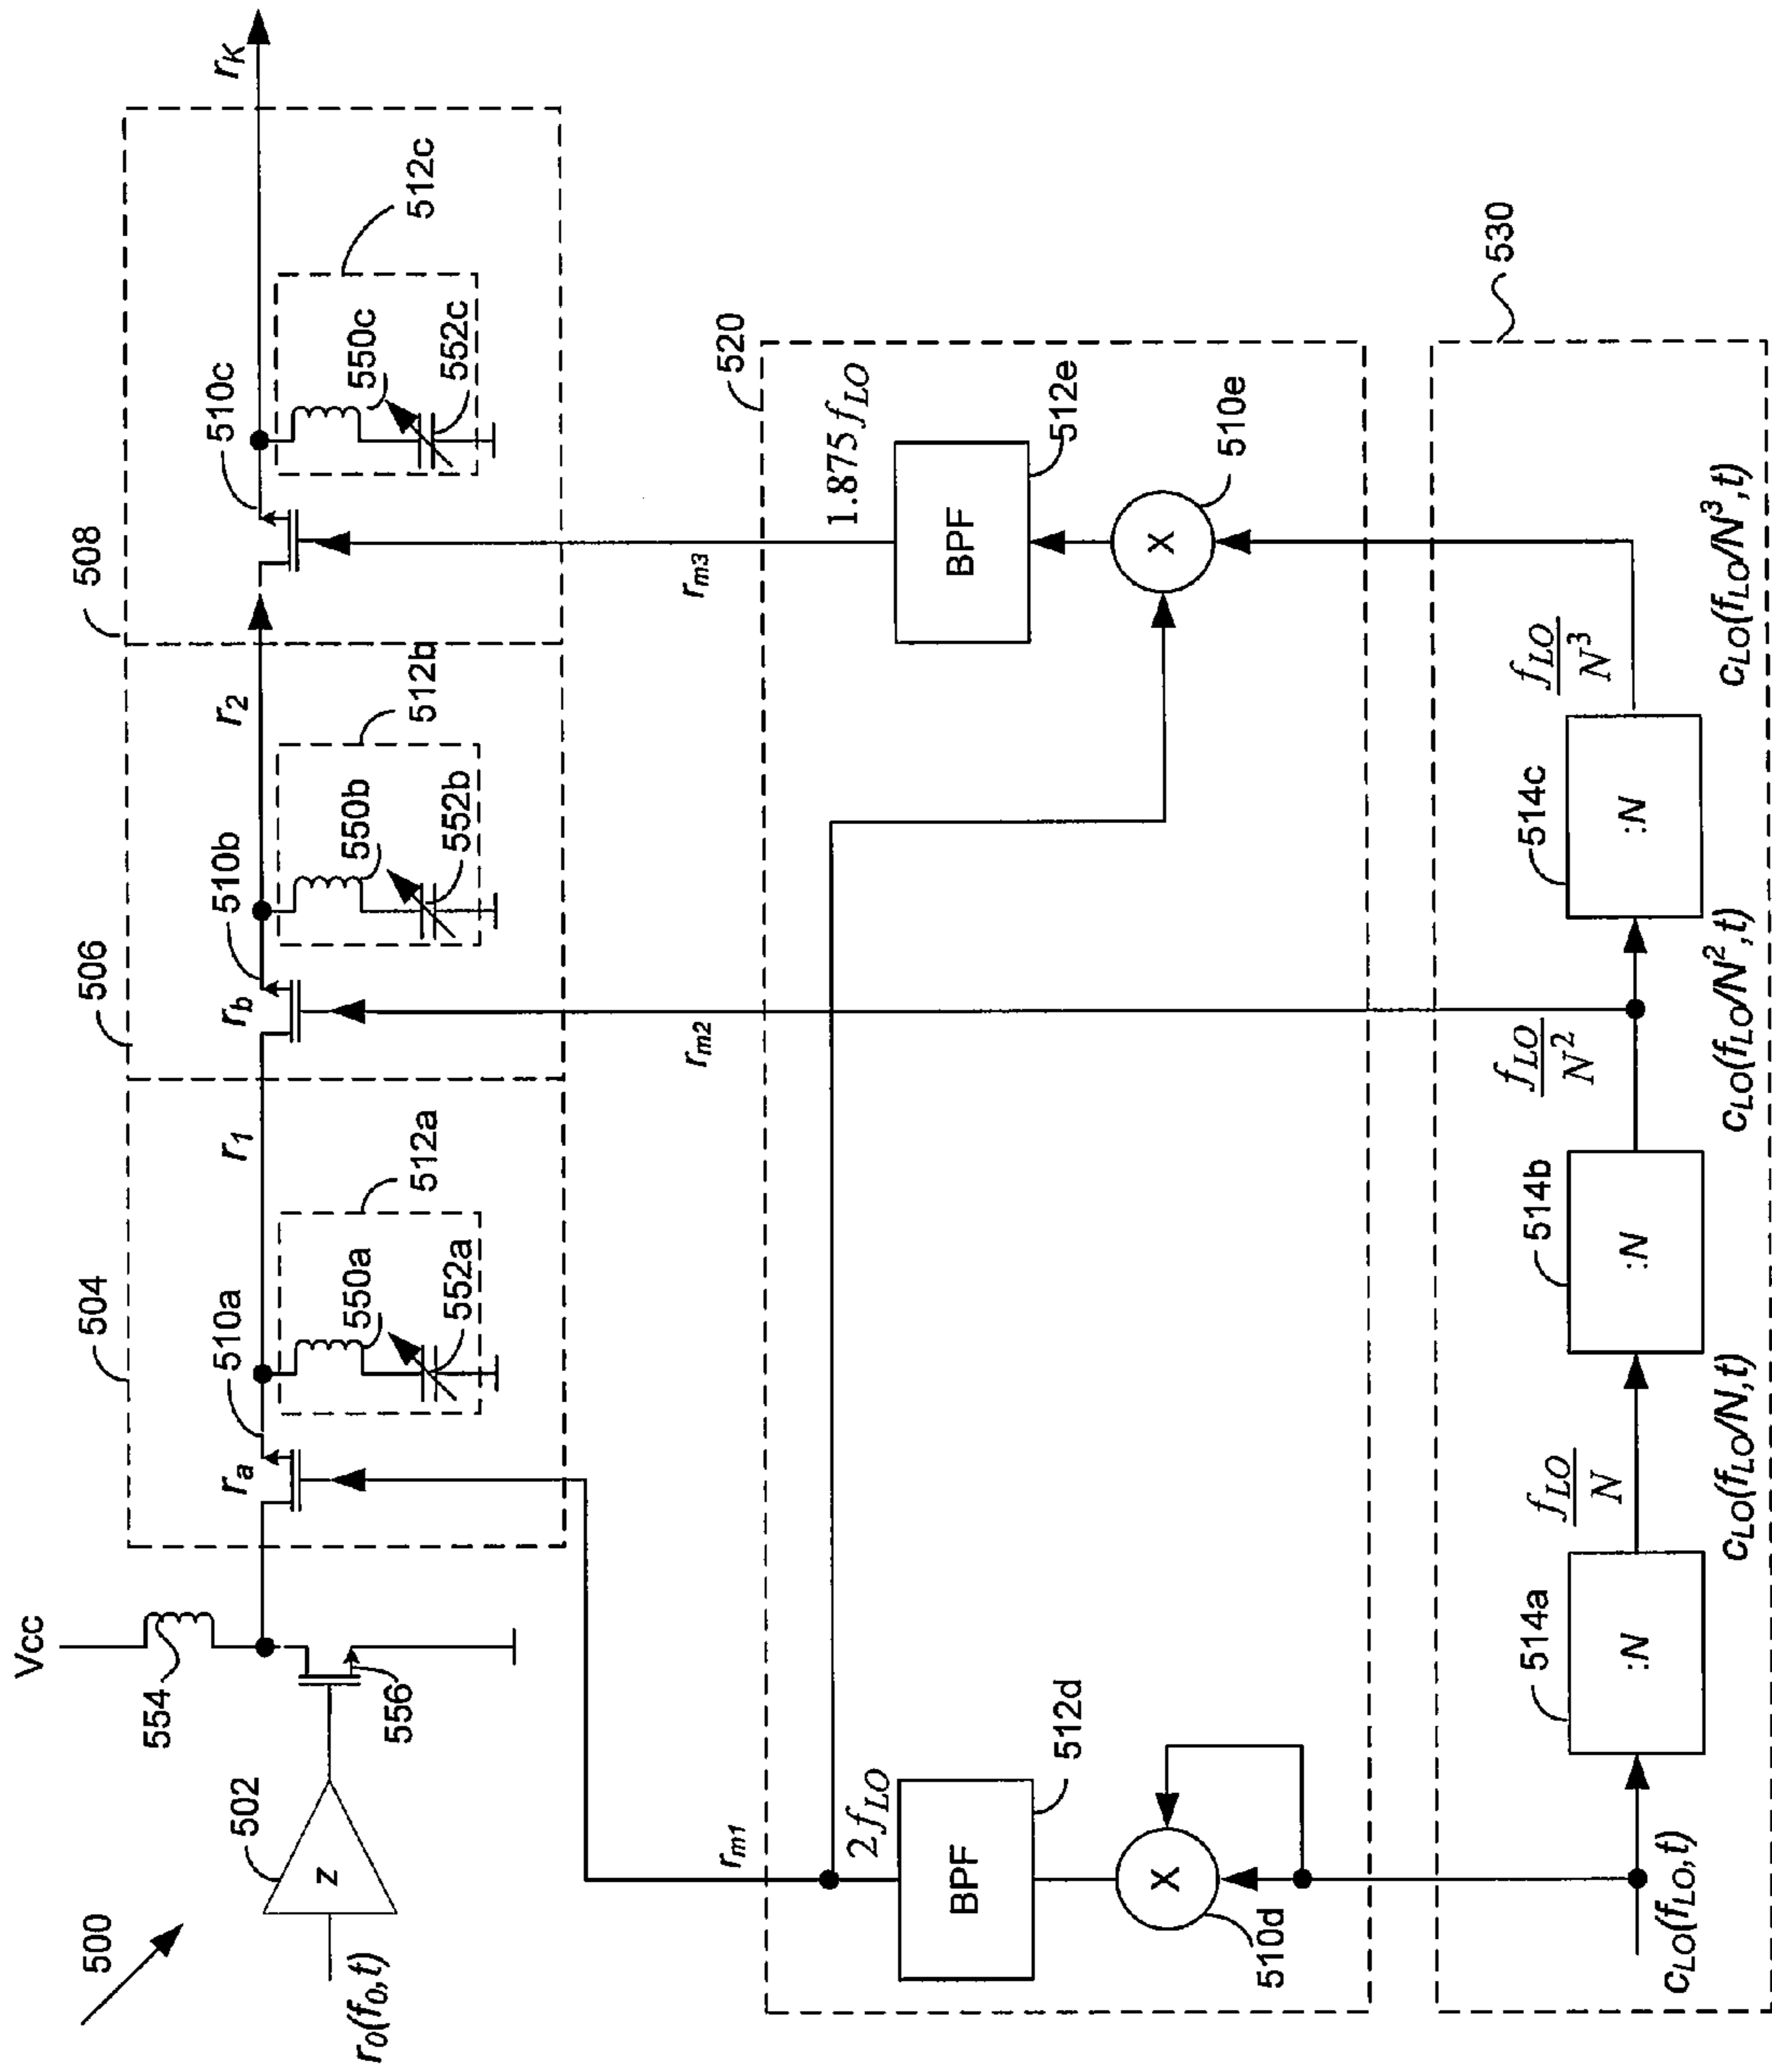 500
r0(f0,t)
502
z
Vcc
554
556
504
ra
510a
r1
512a
550a
552a
506
rb
510b
r2
512b
550b
552b
508
510c
rK
512c
550c
552c
rm1
rm2
rm3
520
2fLO
BPF
512d
X
510d
1.875fLO
BPF
512e
X
510e
530
cLO(fLO,t)
514a
:N
fLO/N
cLO(fLO/N,t)
514b
:N
fLO/N²
cLO(fLO/N²,t)
514c
:N
fLO/N³
cLO(fLO/N³,t)